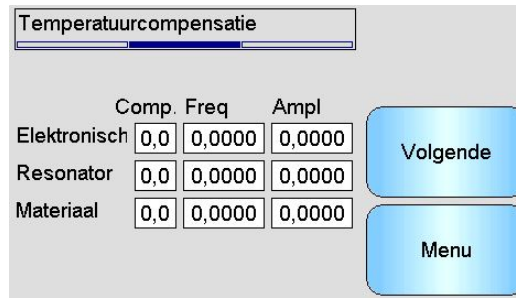 Temperatuurcompensatie
Comp. Freq Ampl
Elektronisch 0,0 0,0000 0,0000
Resonator 0,0 0,0000 0,0000
Materiaal 0,0 0,0000 0,0000
Volgende
Menu